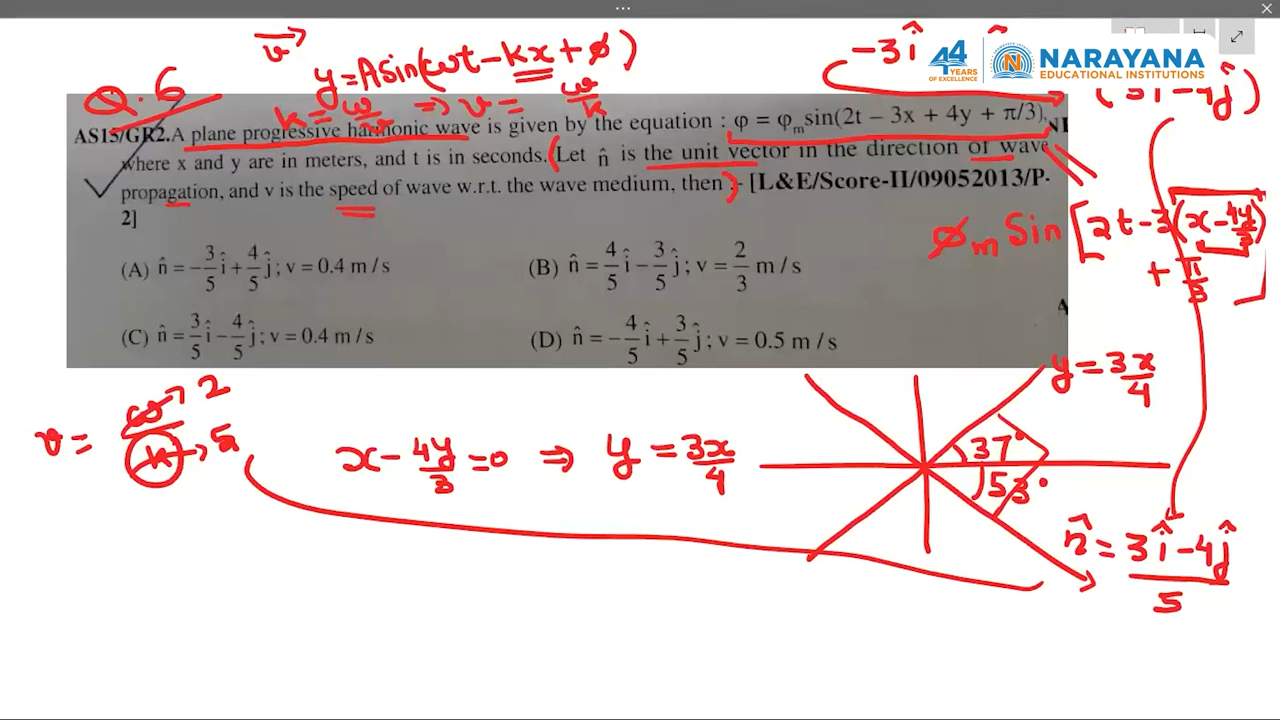 v⃗
y = A sin(ωt - kx + ϕ)
k = ω/v ⇒ v = ω/k
-3î
44 YEARS OF EXCELLENCE
NARAYANA
EDUCATIONAL INSTITUTIONS
(3î - 4ĵ)
Q.6
AS15/GR2.A plane progressive harmonic wave is given by the equation : φ = φₘsin(2t − 3x + 4y + π/3),
where x and y are in meters, and t is in seconds. Let n̂ is the unit vector in the direction of wave
propagation, and v is the speed of wave w.r.t. the wave medium, then :- [L&E/Score-II/09052013/P-
2]
(A) n̂ = −3/5 î + 4/5 ĵ ; v = 0.4 m / s
(B) n̂ = 4/5 î − 3/5 ĵ ; v = 2/3 m / s
(C) n̂ = 3/5 î − 4/5 ĵ ; v = 0.4 m / s
(D) n̂ = −4/5 î + 3/5 ĵ ; v = 0.5 m / s
ϕₘ Sin [2t - 3(x - 4y/3)
+ π/3]
y = 3x/4
v = ω/k → 2
→ 5
x - 4y/3 = 0 ⇒ y = 3x/4
37°
53°
n̂ = 3î - 4ĵ / 5